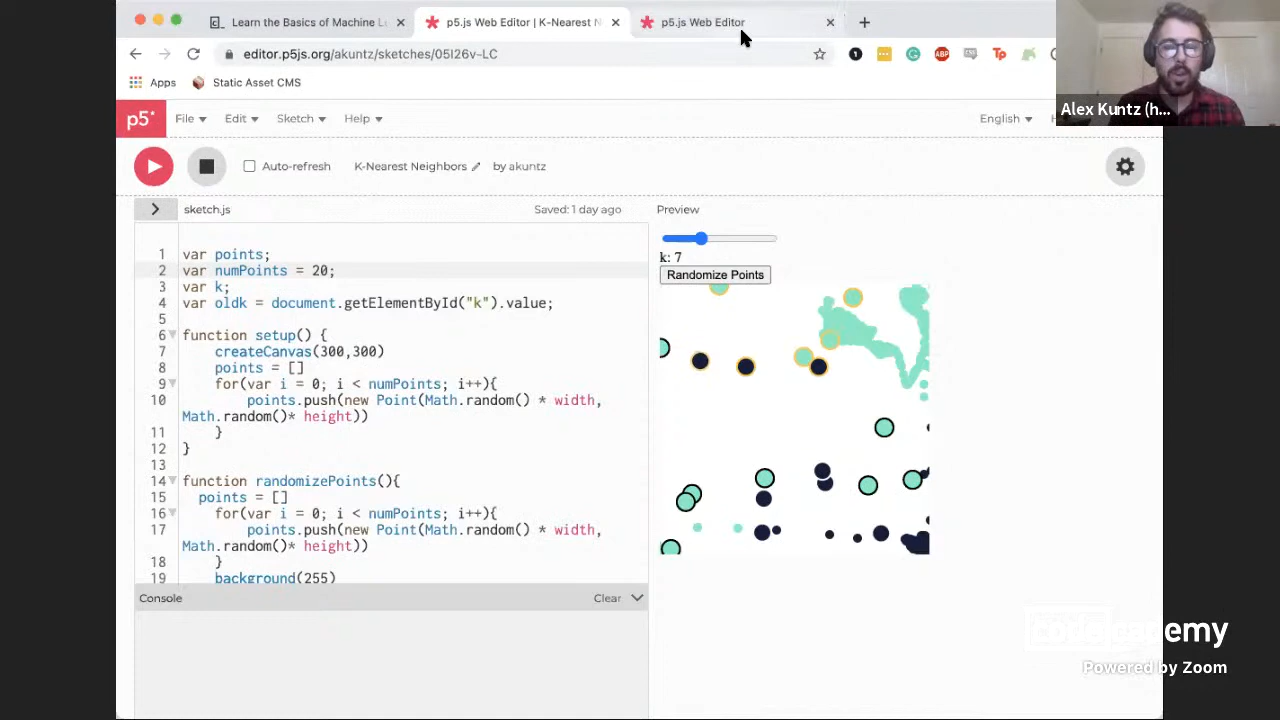 Learn the Basics of Machine L
p5.js Web Editor | K-Nearest N
p5.js Web Editor
editor.p5js.org/akuntz/sketches/05I26v-LC
ABP
Tp
Apps
Static Asset CMS
Alex Kuntz (h...
p5*
File
Edit
Sketch
Help
English
Auto-refresh
K-Nearest Neighbors
by akuntz
sketch.js
Saved: 1 day ago
Preview
k: 7
Randomize Points
1 var points;
2 var numPoints = 20;
3 var k;
4 var oldk = document.getElementById("k").value;
5
6 function setup() {
7 createCanvas(300,300)
8 points = []
9 for(var i = 0; i < numPoints; i++){
10 points.push(new Point(Math.random() * width,
Math.random()* height))
11 }
12 }
13
14 function randomizePoints(){
15 points = []
16 for(var i = 0; i < numPoints; i++){
17 points.push(new Point(Math.random() * width,
Math.random()* height))
18 }
19 background(255)
Console
Clear
codecademy
Powered by Zoom